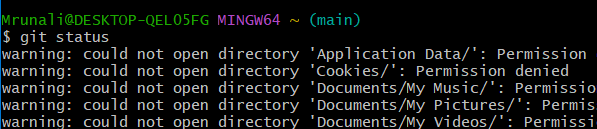 Mrunali@DESKTOP-QEL05FG MINGW64 ~ (main)
$ git status
warning: could not open directory 'Application Data/': Permission
warning: could not open directory 'Cookies/': Permission denied
warning: could not open directory 'Documents/My Music/': Permissio
warning: could not open directory 'Documents/My Pictures/': Permis
warning: could not open directory 'Documents/My Videos/': Permissi